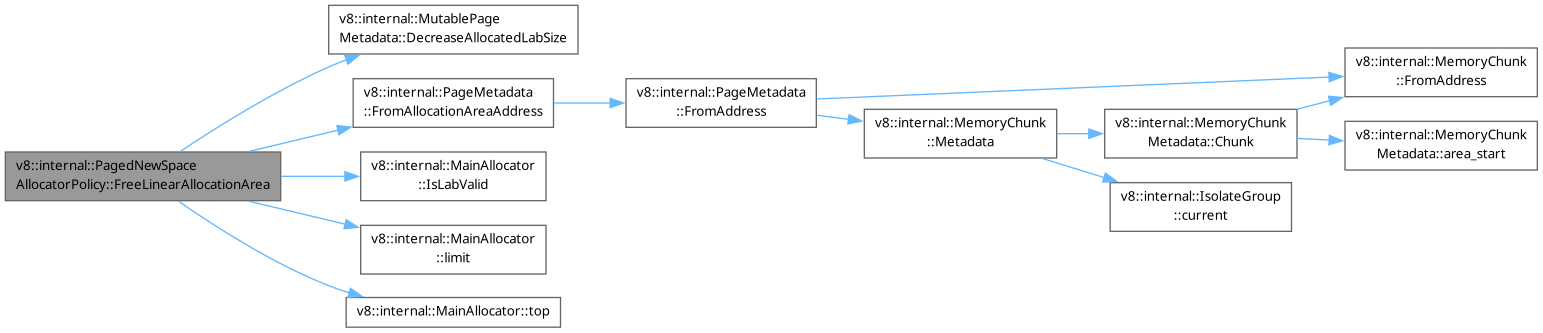 v8::internal::PagedNewSpace
AllocatorPolicy::FreeLinearAllocationArea
v8::internal::MutablePage
Metadata::DecreaseAllocatedLabSize
v8::internal::PageMetadata
::FromAllocationAreaAddress
v8::internal::MainAllocator
::IsLabValid
v8::internal::MainAllocator
::limit
v8::internal::MainAllocator::top
v8::internal::PageMetadata
::FromAddress
v8::internal::MemoryChunk
::Metadata
v8::internal::MemoryChunk
Metadata::Chunk
v8::internal::IsolateGroup
::current
v8::internal::MemoryChunk
::FromAddress
v8::internal::MemoryChunk
Metadata::area_start